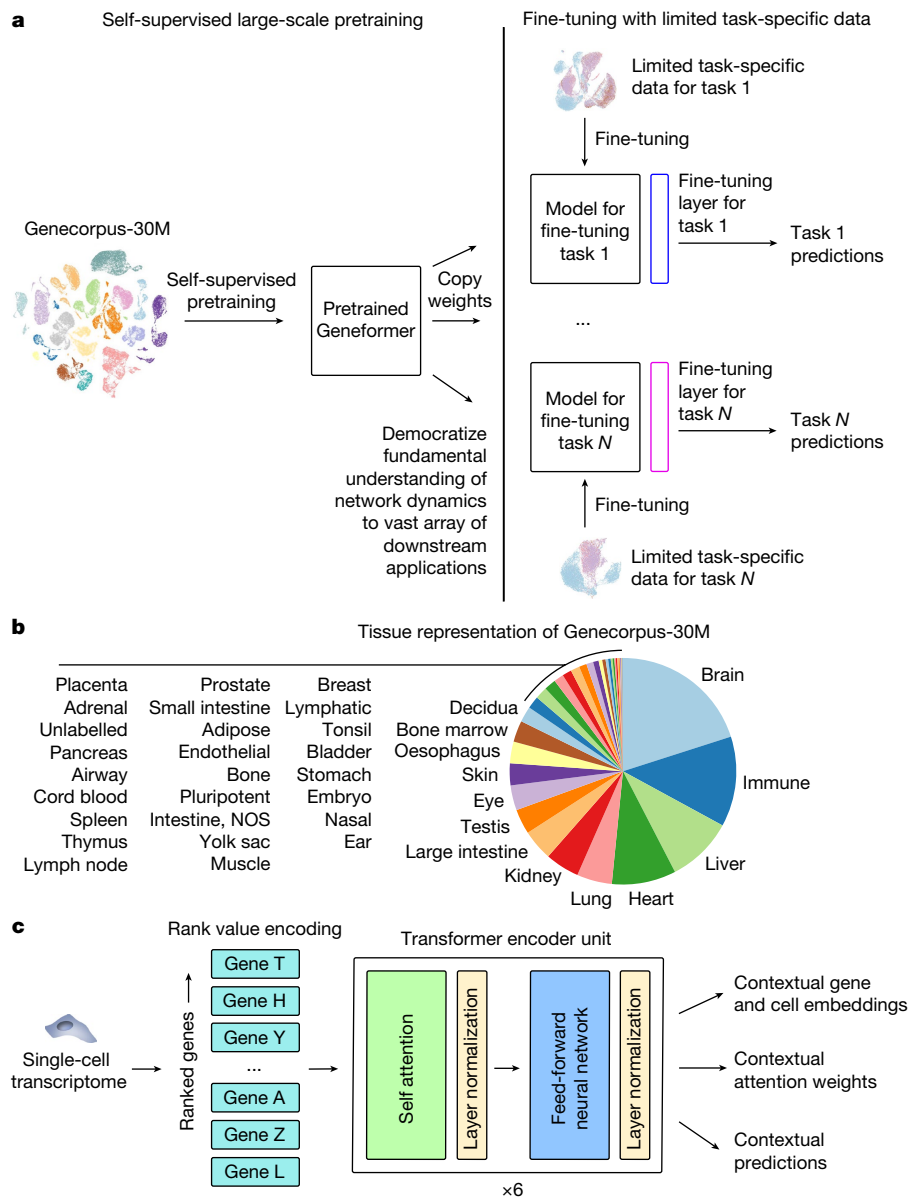 a
Self-supervised large-scale pretraining
Fine-tuning with limited task-specific data
Limited task-specific
data for task 1
Fine-tuning
Genecorpus-30M
Self-supervised
pretraining
Pretrained
Geneformer
Copy
weights
Model for
fine-tuning
task 1
Fine-tuning
layer for
task 1
Task 1
predictions
...
Model for
fine-tuning
task N
Fine-tuning
layer for
task N
Task N
predictions
Democratize
fundamental
understanding of
network dynamics
to vast array of
downstream
applications
Fine-tuning
Limited task-specific
data for task N
b
Tissue representation of Genecorpus-30M
Placenta
Adrenal
Unlabelled
Pancreas
Airway
Cord blood
Spleen
Thymus
Lymph node
Prostate
Small intestine
Adipose
Endothelial
Bone
Pluripotent
Intestine, NOS
Yolk sac
Muscle
Breast
Lymphatic
Tonsil
Bladder
Stomach
Embryo
Nasal
Ear
Decidua
Bone marrow
Oesophagus
Skin
Eye
Testis
Large intestine
Kidney
Lung
Heart
Liver
Immune
Brain
c
Rank value encoding
Transformer encoder unit
Single-cell
transcriptome
Ranked genes
Gene T
Gene H
Gene Y
...
Gene A
Gene Z
Gene L
Self attention
Layer normalization
Feed-forward
neural network
Layer normalization
×6
Contextual gene
and cell embeddings
Contextual
attention weights
Contextual
predictions